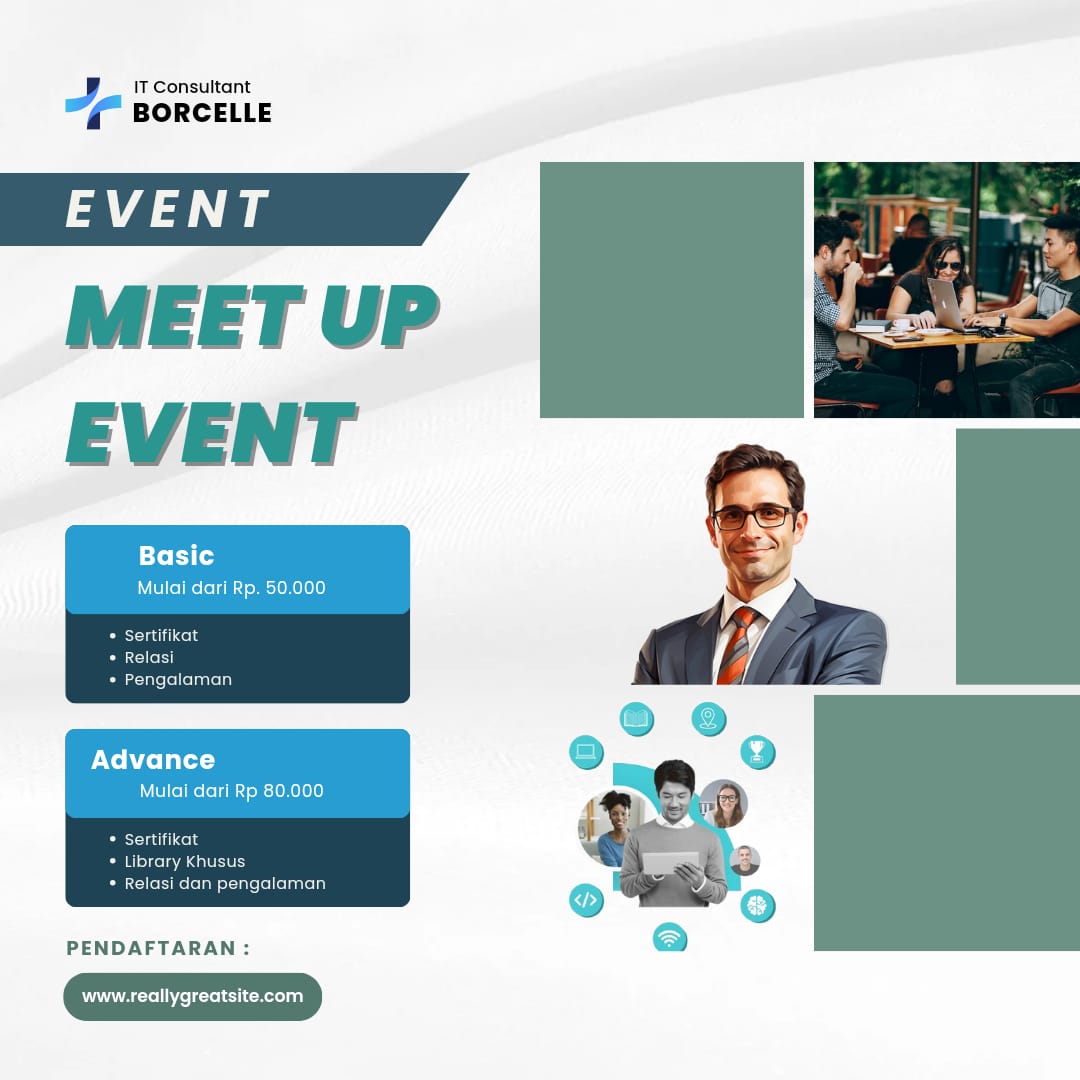 IT Consultant
BORCELLE
EVENT
MEET UP
EVENT
Basic
Mulai dari Rp. 50.000
• Sertifikat
• Relasi
• Pengalaman
Advance
Mulai dari Rp 80.000
• Sertifikat
• Library Khusus
• Relasi dan pengalaman
PENDAFTARAN :
www.reallygreatsite.com